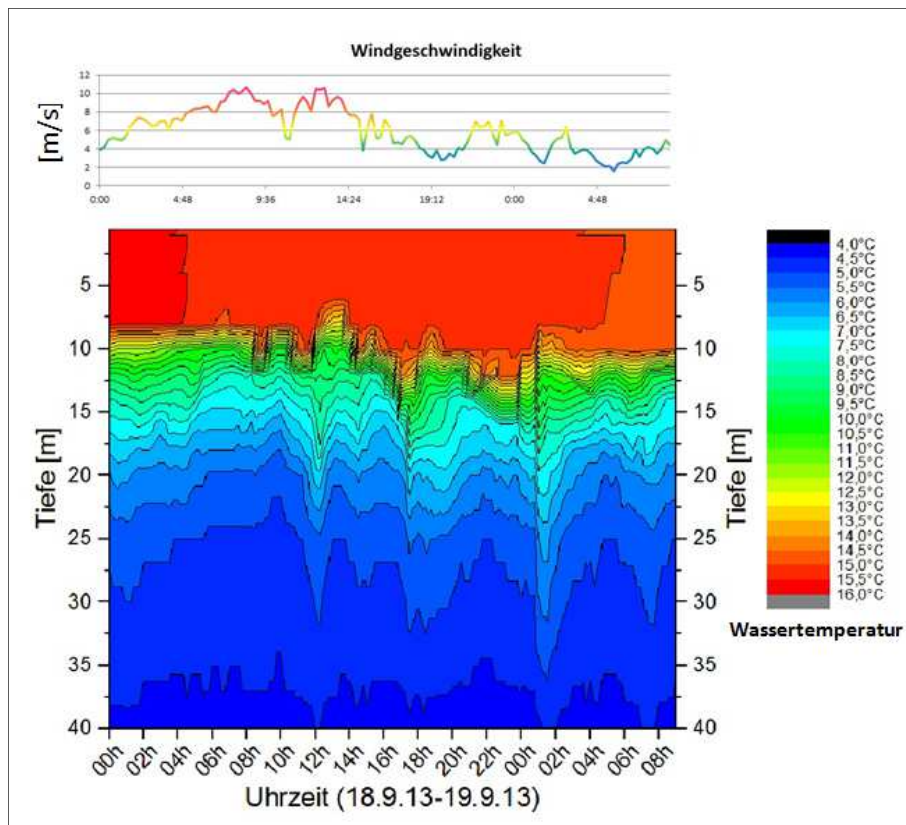 Windgeschwindigkeit
[m/s]
12
10
8
6
4
2
0
0:00 4:48 9:36 14:24 19:12 0:00 4:48
Tiefe [m]
5
10
15
20
25
30
35
40
5
10
15
20
25
30
35
40
Tiefe [m]
00h 02h 04h 06h 08h 10h 12h 14h 16h 18h 20h 22h 00h 02h 04h 06h 08h
Uhrzeit (18.9.13-19.9.13)
4,0°C
4,5°C
5,0°C
5,5°C
6,0°C
7,0°C
7,5°C
8,0°C
8,5°C
9,0°C
9,5°C
10,0°C
10,5°C
11,0°C
11,5°C
12,0°C
12,5°C
13,0°C
13,5°C
14,0°C
14,5°C
15,0°C
15,5°C
16,0°C
Wassertemperatur